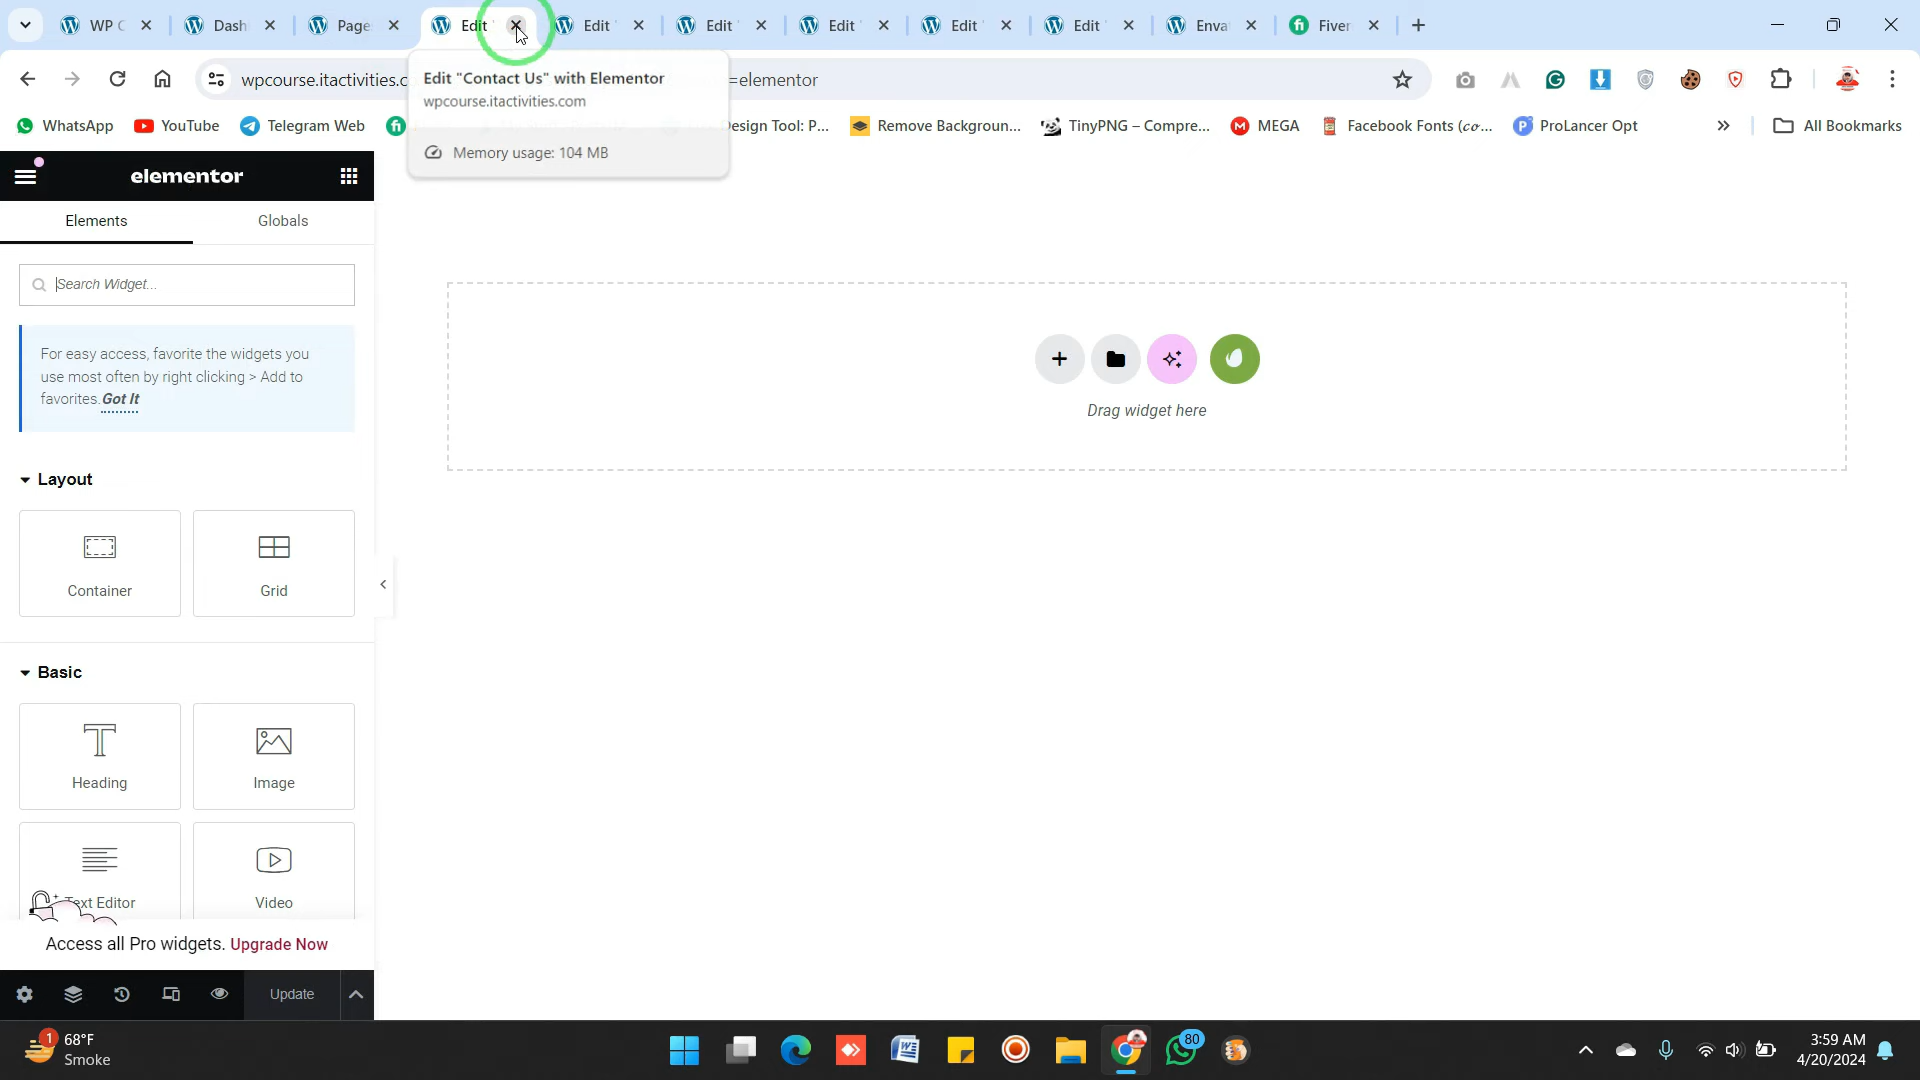 WP C
Dash
Page
Edit "
Edit "
Edit "
Edit "
Edit "
Edit "
Enva
Fiver
wpcourse.itactivities.c
=elementor
Edit "Contact Us" with Elementor
wpcourse.itactivities.com
Memory usage: 104 MB
WhatsApp
YouTube
Telegram Web
Design Tool: P...
Remove Backgroun...
TinyPNG – Compre...
MEGA
Facebook Fonts (𝓬𝓸...
ProLancer Opt
All Bookmarks
elementor
Elements
Globals
Search Widget...
For easy access, favorite the widgets you
use most often by right clicking > Add to
favorites. Got It
Layout
Container
Grid
Basic
Heading
Image
Text Editor
Video
Access all Pro widgets. Upgrade Now
Update
Drag widget here
1
68°F
Smoke
80
3:59 AM
4/20/2024